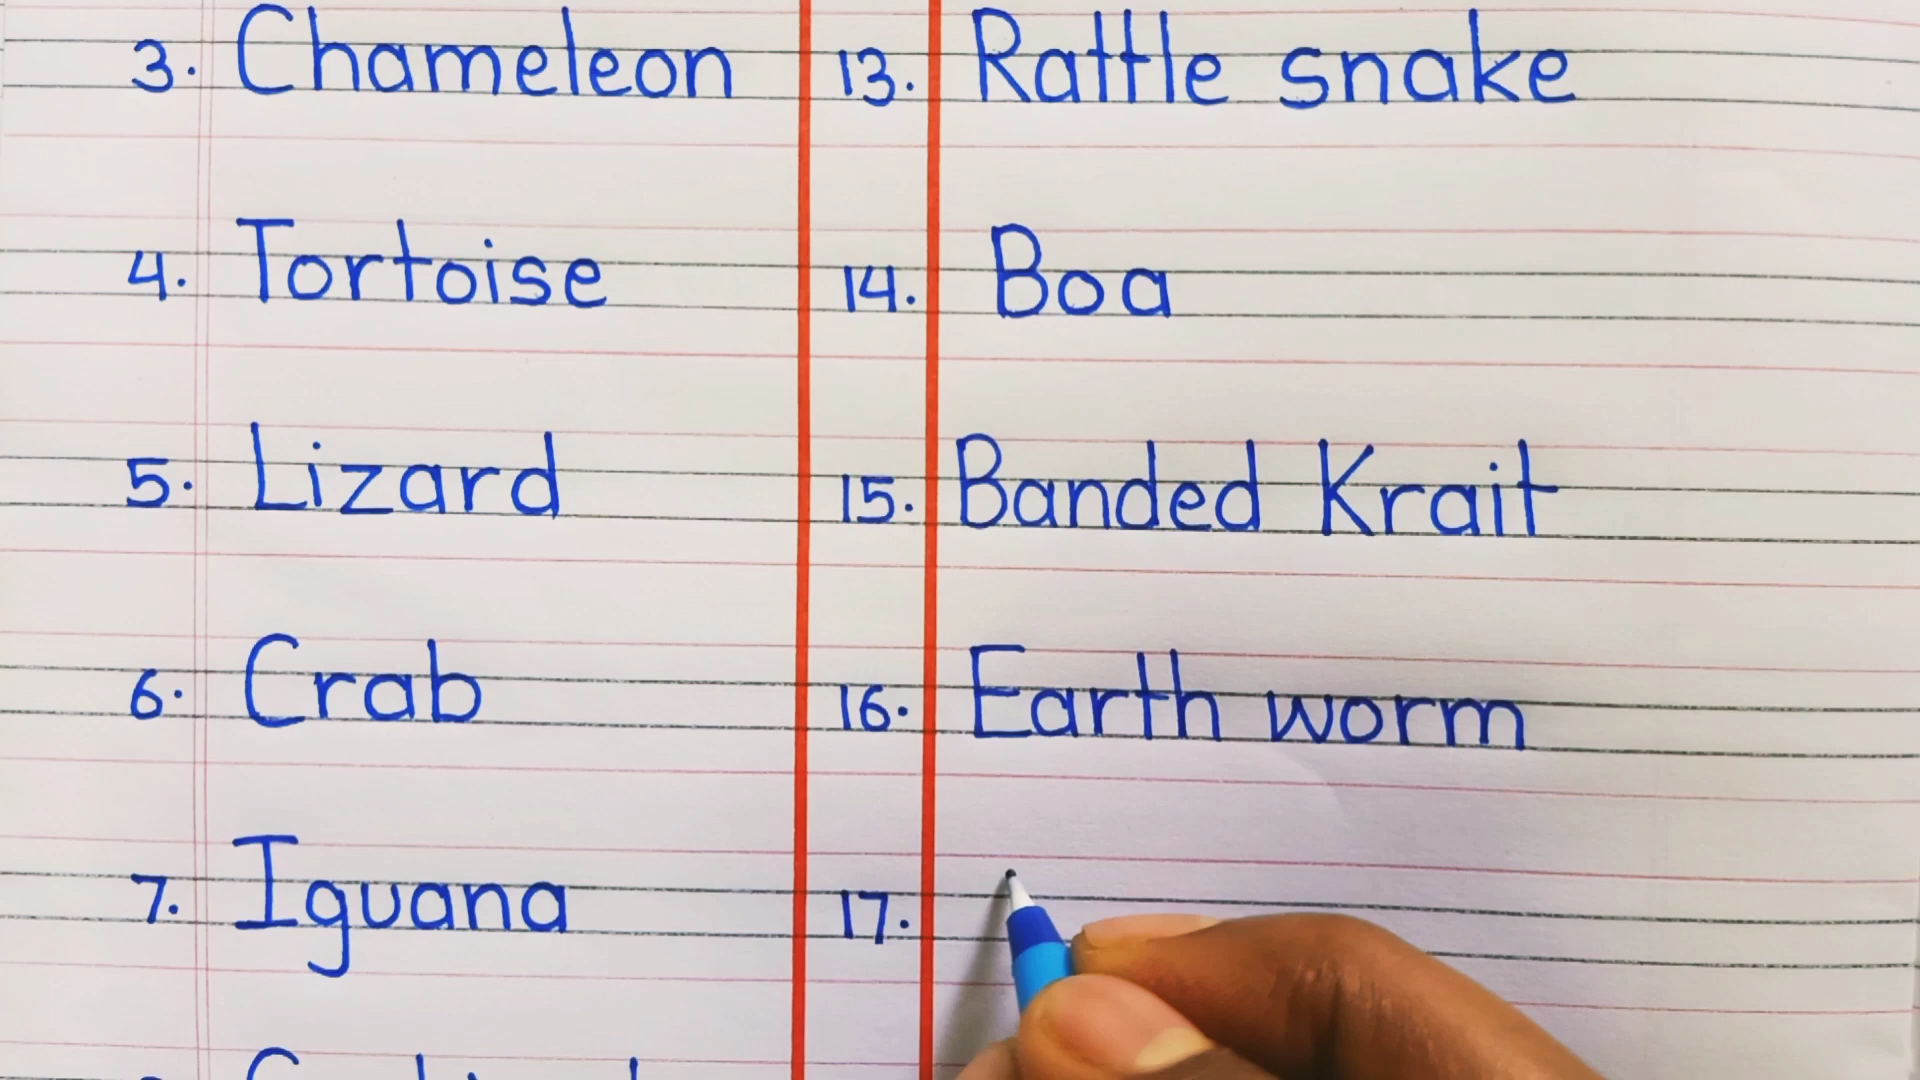 3. Chameleon
4. Tortoise
5. Lizard
6. Crab
7. Iguana
13. Rattle snake
14. Boa
15. Banded Krait
16. Earth worm
17.